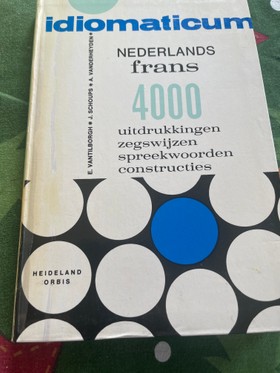 idiomaticum
E. VANTILBORGH ★ J. SCHOUPS ★ A. VANDERHEYDEN
NEDERLANDS
frans
4000
uitdrukkingen
zegswijzen
spreekwoorden
constructies
HEIDELAND
ORBIS